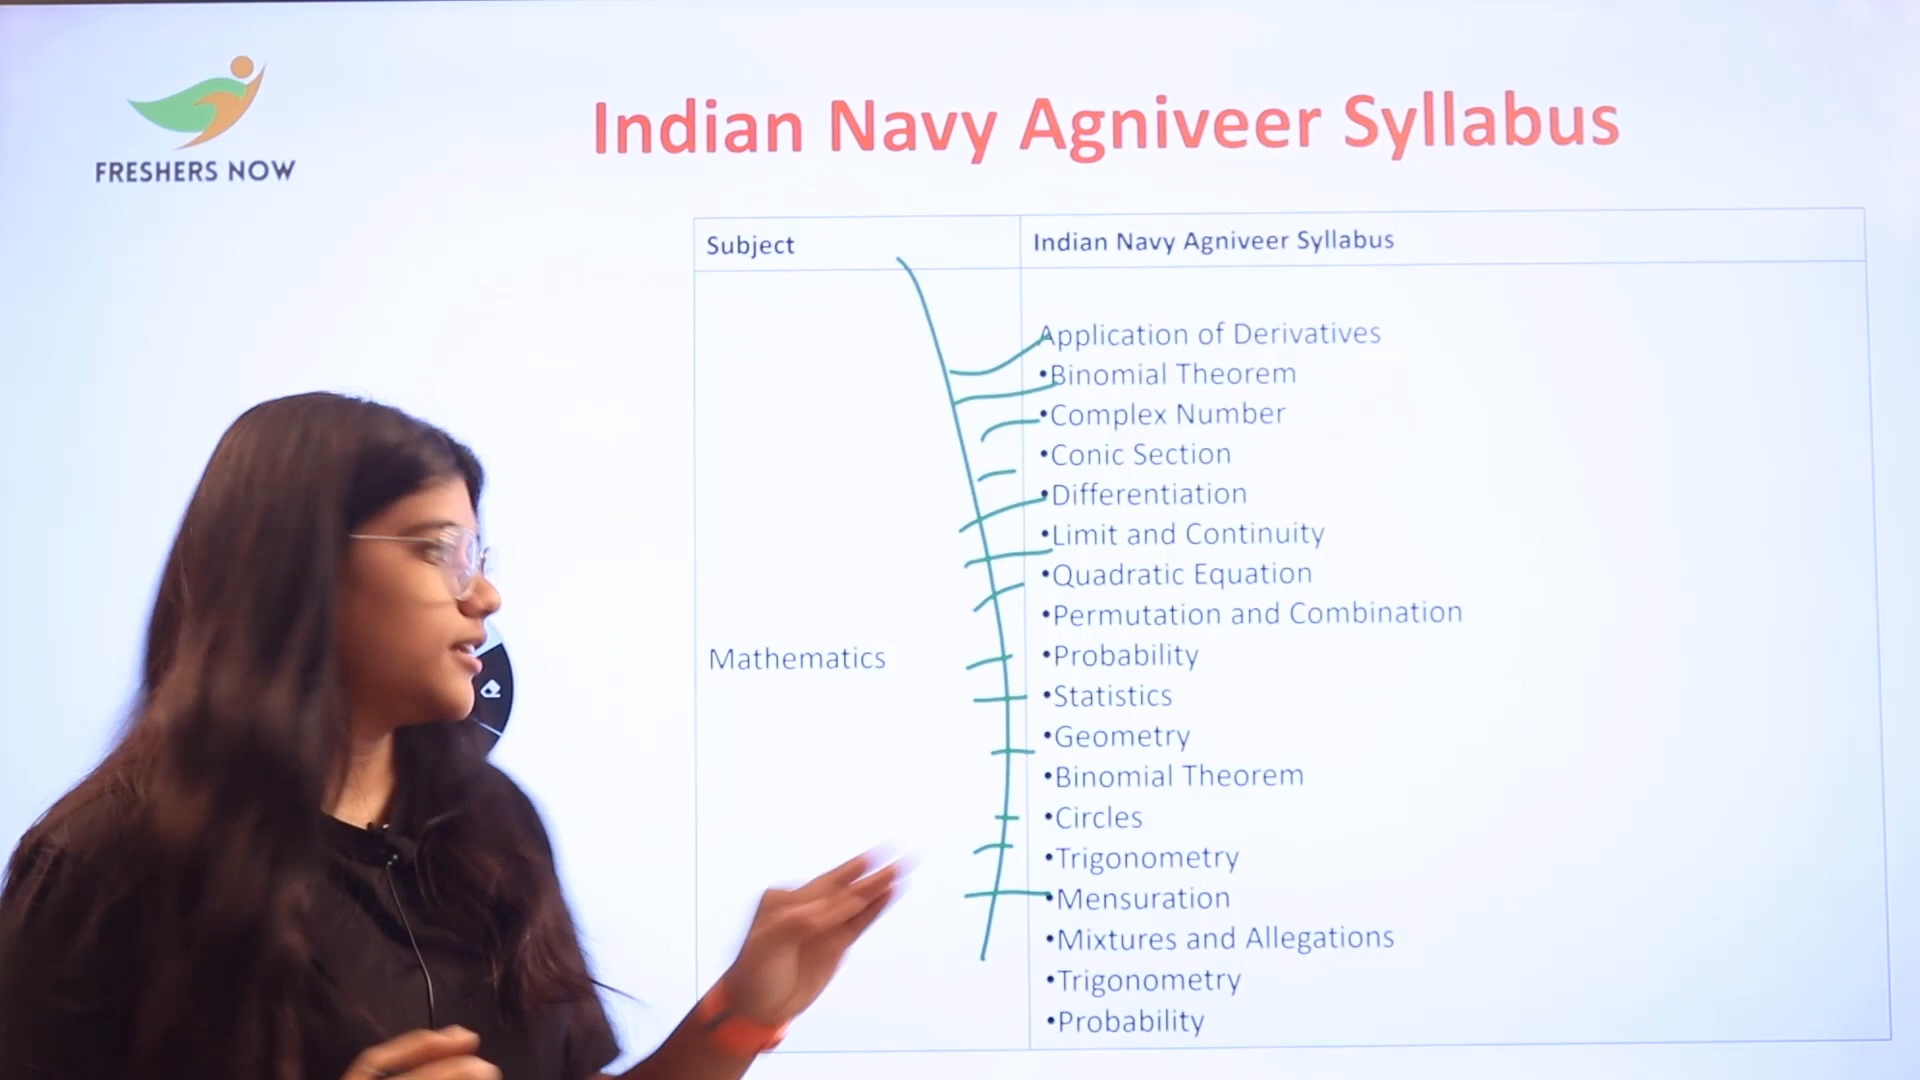 FRESHERS NOW
Indian Navy Agniveer Syllabus
Subject
Indian Navy Agniveer Syllabus
Mathematics
Application of Derivatives
•Binomial Theorem
•Complex Number
•Conic Section
•Differentiation
•Limit and Continuity
•Quadratic Equation
•Permutation and Combination
•Probability
•Statistics
•Geometry
•Binomial Theorem
•Circles
•Trigonometry
•Mensuration
•Mixtures and Allegations
•Trigonometry
•Probability